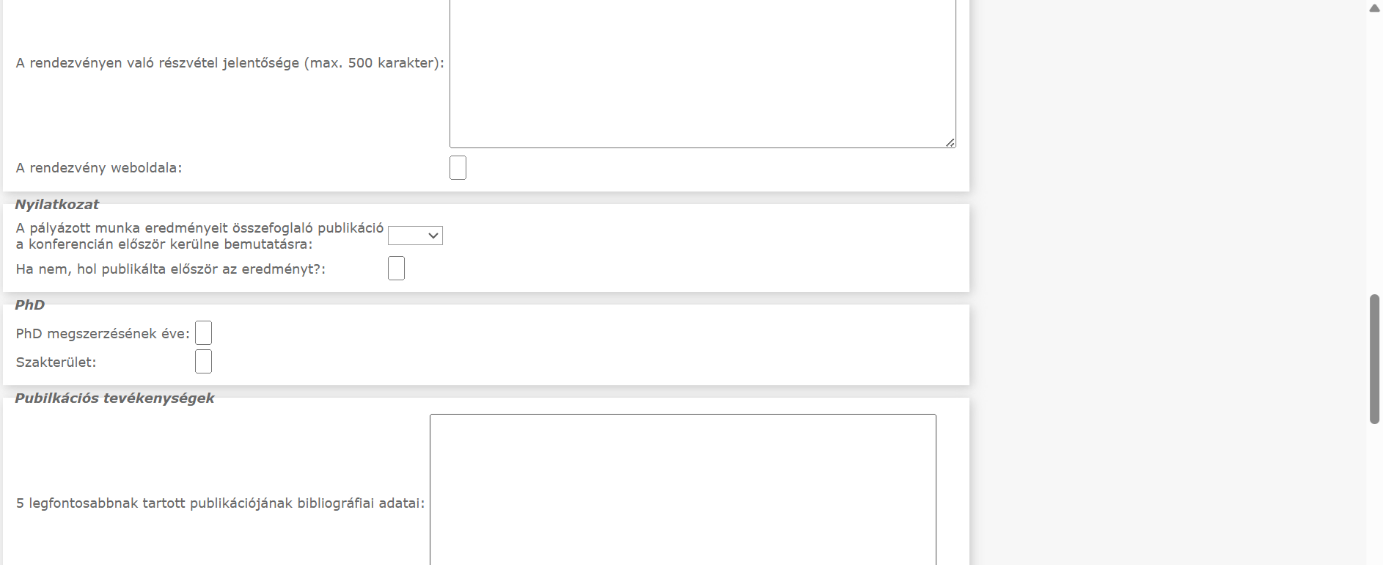 A rendezvényen való részvétel jelentősége (max. 500 karakter):
A rendezvény weboldala:
Nyilatkozat
A pályázott munka eredményeit összefoglaló publikáció
a konferencián először kerülne bemutatásra:
Ha nem, hol publikálta először az eredményt?:
PhD
PhD megszerzésének éve:
Szakterület:
Pubilkációs tevékenységek
5 legfontosabbnak tartott publikációjának bibliográfiai adatai: